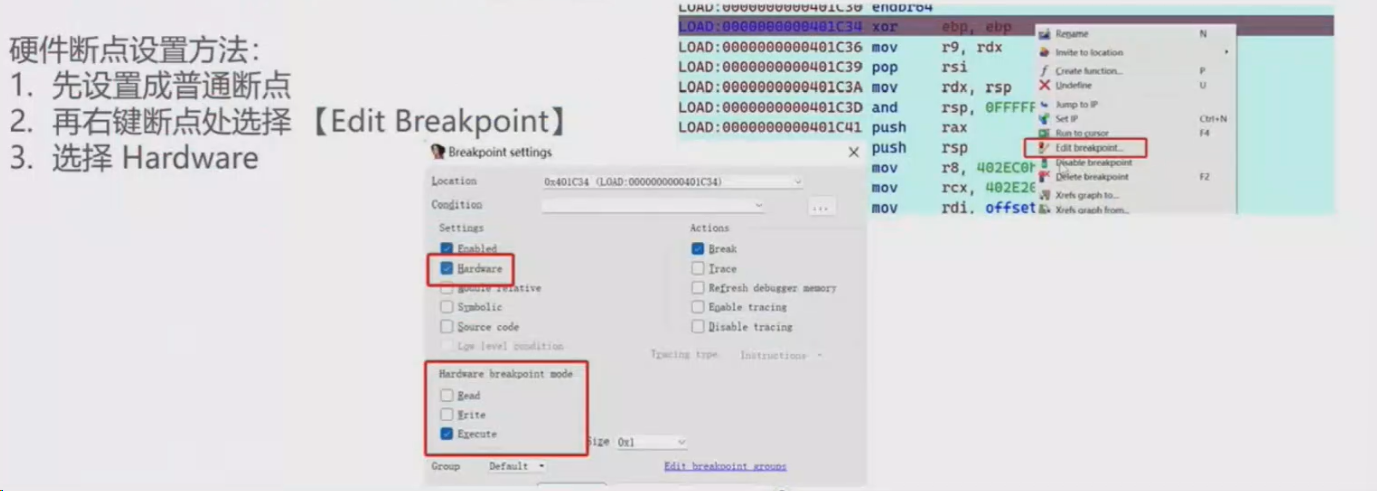 硬件断点设置方法：
1. 先设置成普通断点
2. 再右键断点处选择 【Edit Breakpoint】
3. 选择 Hardware
LOAD:0000000000401C30 endbr64
LOAD:0000000000401C34 xor ebp, ebp
LOAD:0000000000401C36 mov r9, rdx
LOAD:0000000000401C39 pop rsi
LOAD:0000000000401C3A mov rdx, rsp
LOAD:0000000000401C3D and rsp, 0FFFFF
LOAD:0000000000401C41 push rax
push rsp
mov r8, 402EC0h
mov rcx, 402E20
mov rdi, offset
Rename N
Invite to location
Create function... P
Undefine U
Jump to IP
Set IP Ctrl+N
Run to cursor F4
Edit breakpoint...
Disable breakpoint
Delete breakpoint F2
Xrefs graph to...
Xrefs graph from...
Breakpoint settings
Location 0x401C34 (LOAD:0000000000401C34)
Condition ...
Settings
Enabled
Hardware
Module relative
Symbolic
Source code
Low level condition
Actions
Break
Trace
Refresh debugger memory
Enable tracing
Disable tracing
Tracing type Instructions
Hardware breakpoint mode
Read
Write
Execute
Size 0x1
Group Default
Edit breakpoint groups